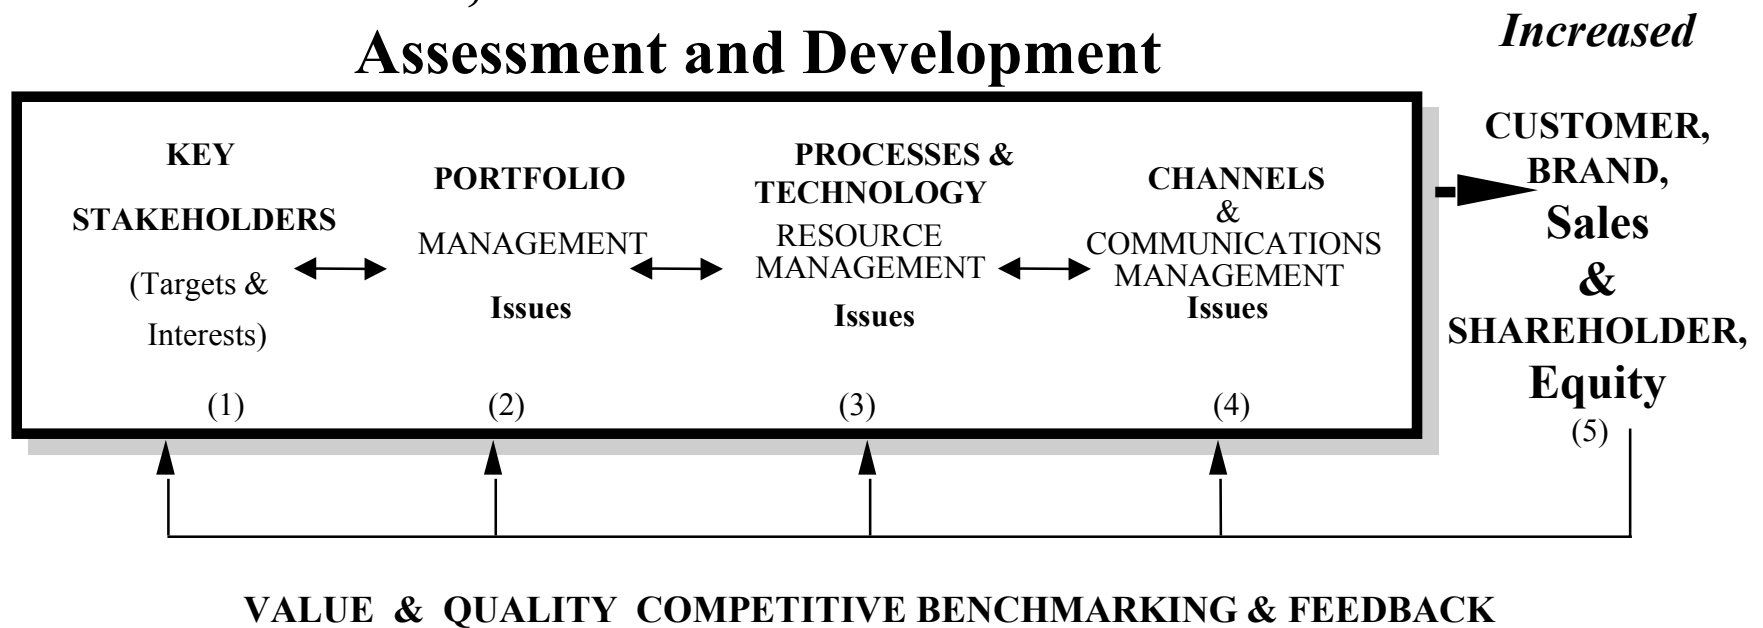 Assessment and Development
KEY
STAKEHOLDERS
(Targets &
Interests)
(1)
PORTFOLIO
MANAGEMENT
Issues
(2)
PROCESSES &
TECHNOLOGY
RESOURCE
MANAGEMENT
Issues
(3)
CHANNELS
&
COMMUNICATIONS
MANAGEMENT
Issues
(4)
Increased
CUSTOMER,
BRAND,
Sales
&
SHAREHOLDER,
Equity
(5)
VALUE & QUALITY COMPETITIVE BENCHMARKING & FEEDBACK